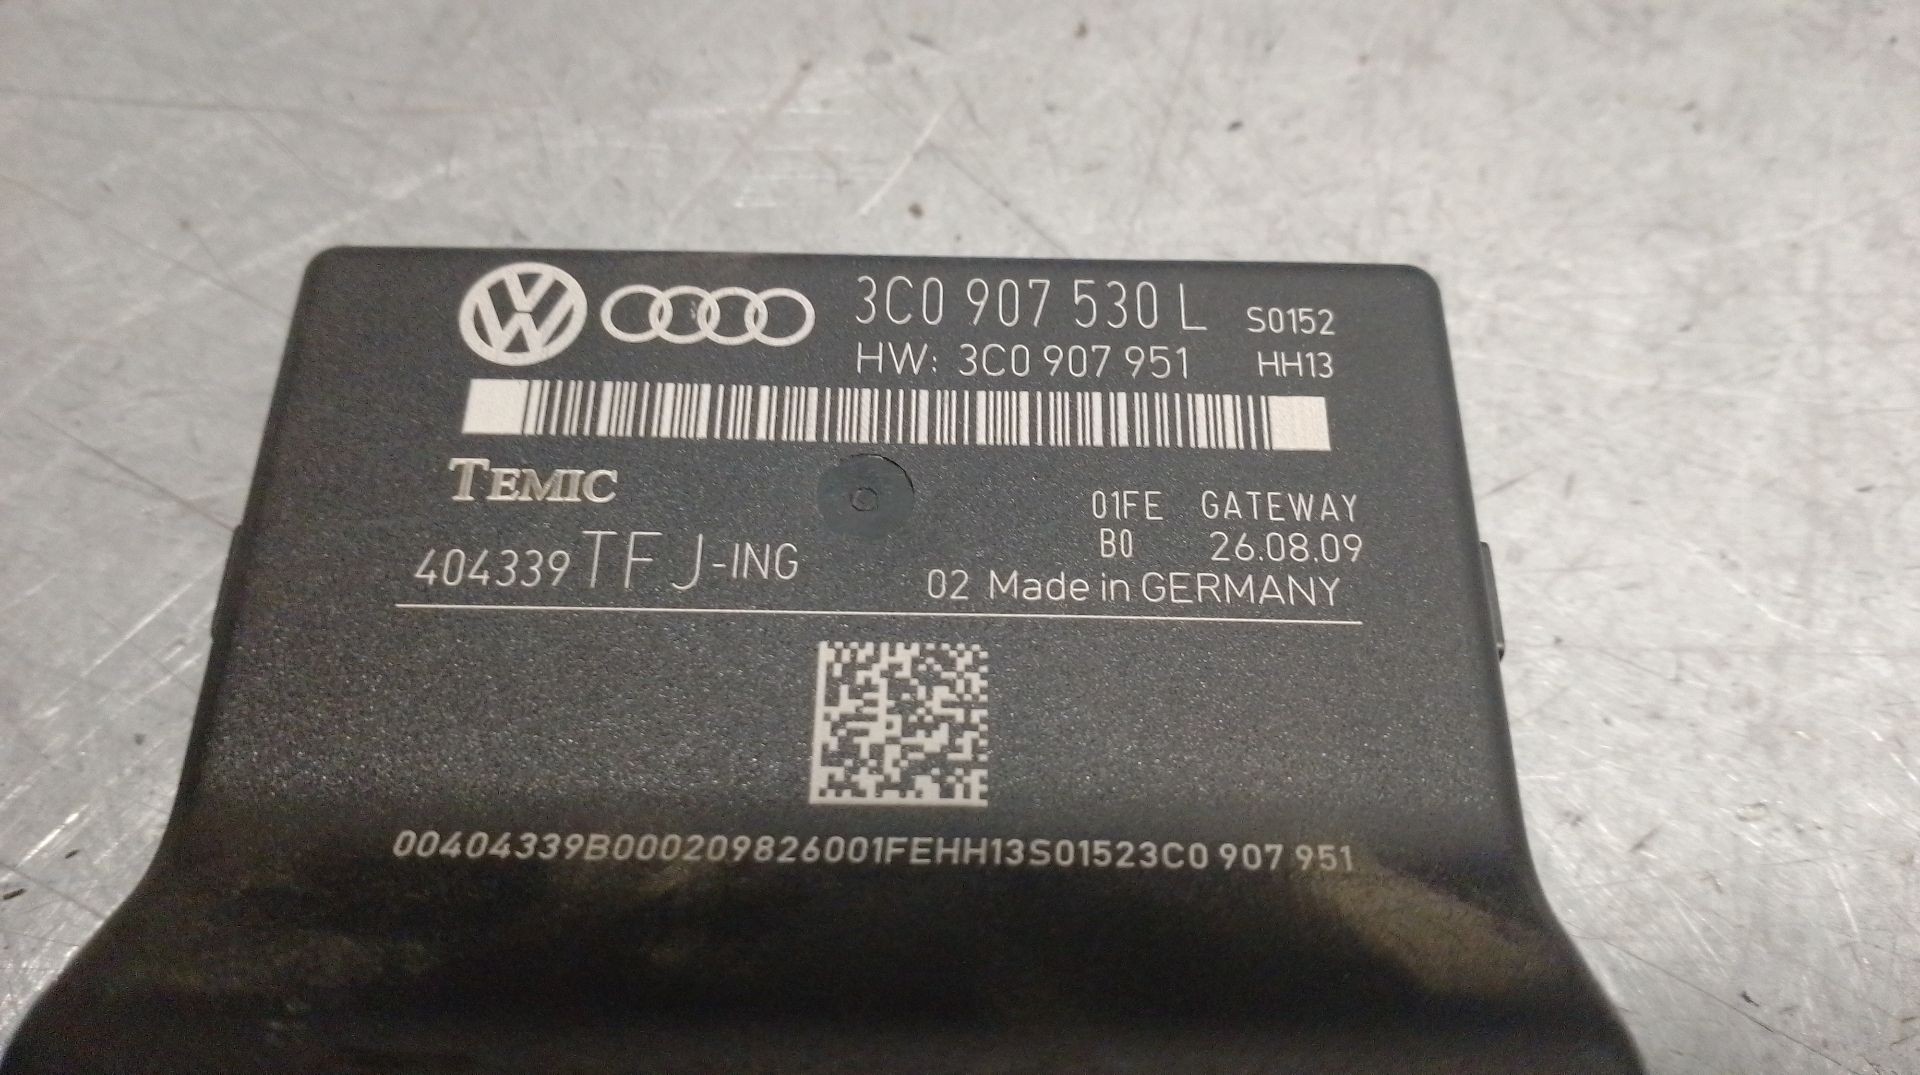 3C0 907 530 L S0152
HW: 3C0 907 951 HH13
TEMIC
01FE GATEWAY
B0 26.08.09
404339 TFJ-ING
02 Made in GERMANY
00404339B000209826001FEHH13S01523C0 907 951